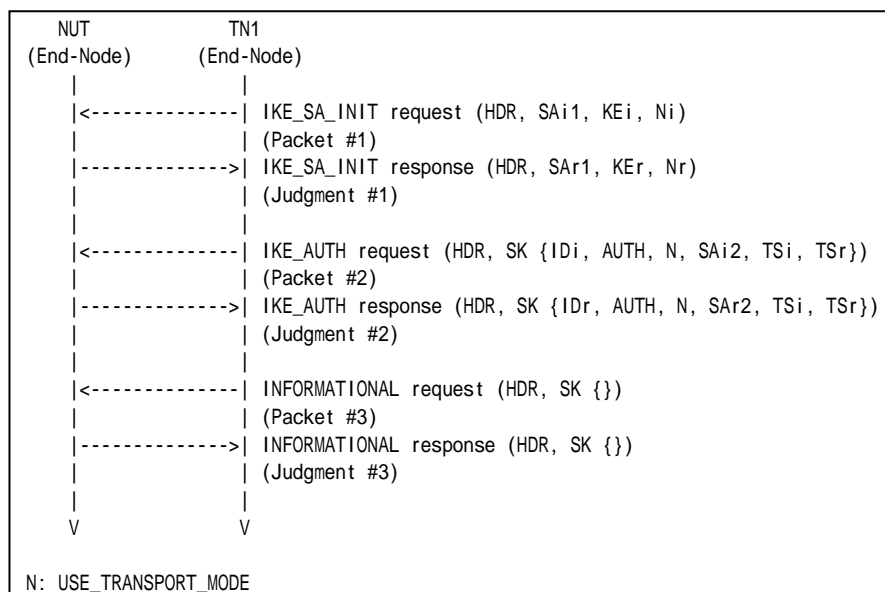 NUT TN1
(End-Node) (End-Node)
| |
|<--------------| IKE_SA_INIT request (HDR, SAi1, KEi, Ni)
| | (Packet #1)
|-------------->| IKE_SA_INIT response (HDR, SAr1, KEr, Nr)
| | (Judgment #1)
| |
|<--------------| IKE_AUTH request (HDR, SK {IDi, AUTH, N, SAi2, TSi, TSr})
| | (Packet #2)
|-------------->| IKE_AUTH response (HDR, SK {IDr, AUTH, N, SAr2, TSi, TSr})
| | (Judgment #2)
| |
|<--------------| INFORMATIONAL request (HDR, SK {})
| | (Packet #3)
|-------------->| INFORMATIONAL response (HDR, SK {})
| | (Judgment #3)
| |
V V
N: USE_TRANSPORT_MODE